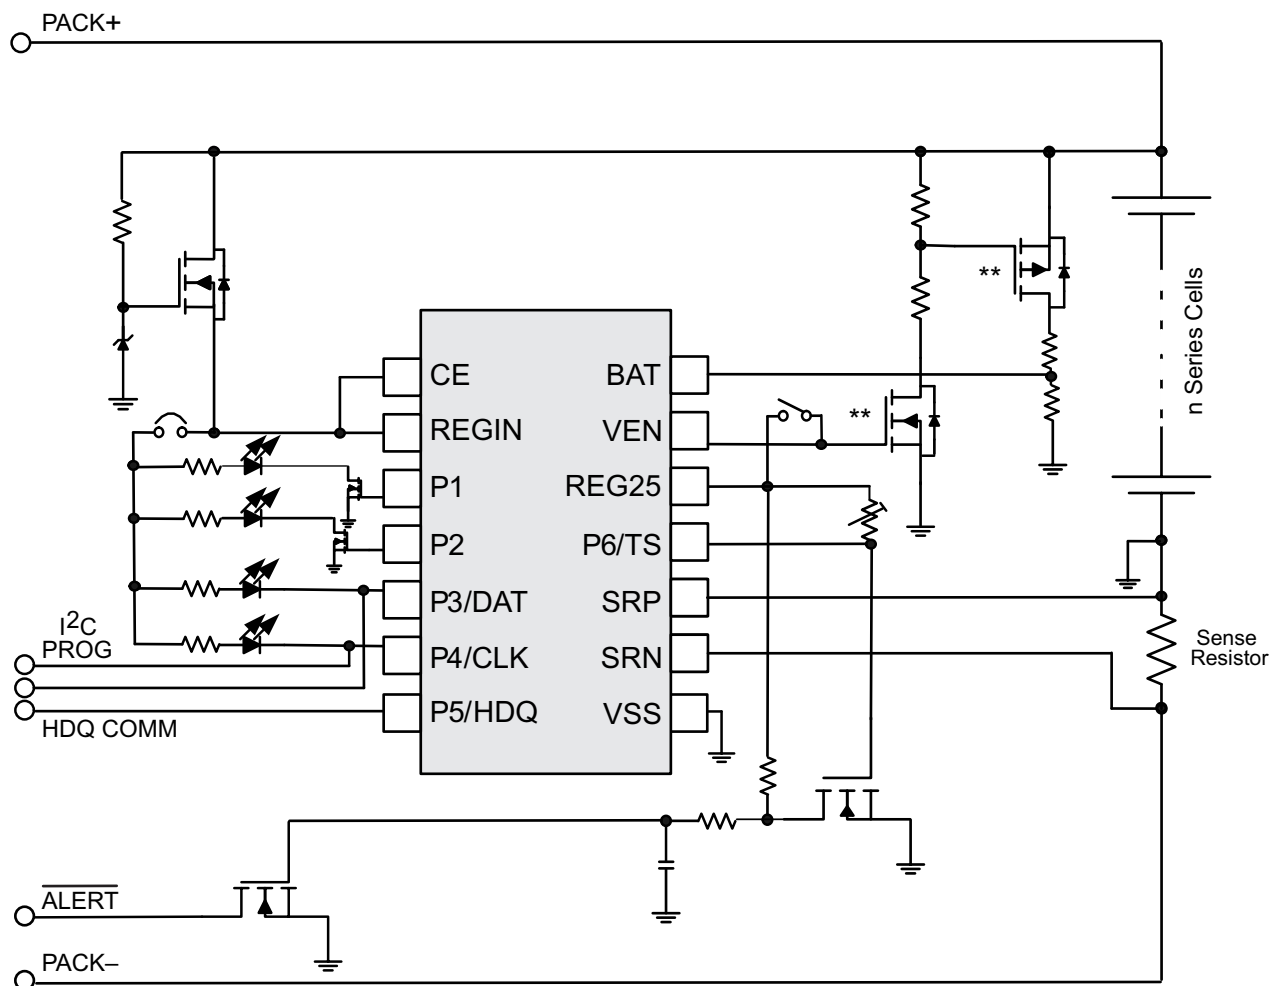 PACK+
**
n Series Cells
CE
BAT
**
REGIN
VEN
P1
REG25
P2
P6/TS
P3/DAT
SRP
I²C
PROG
P4/CLK
SRN
Sense
Resistor
P5/HDQ
VSS
HDQ COMM
ALERT
PACK–